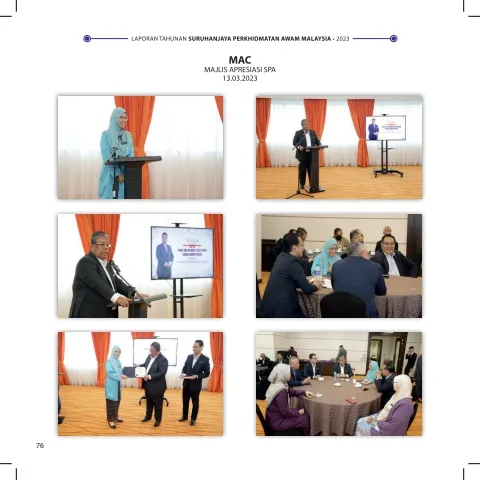 LAPORAN TAHUNAN SURUHANJAYA PERKHIDMATAN AWAM MALAYSIA • 2023
MAC
MAJLIS APRESIASI SPA
13.03.2023
76